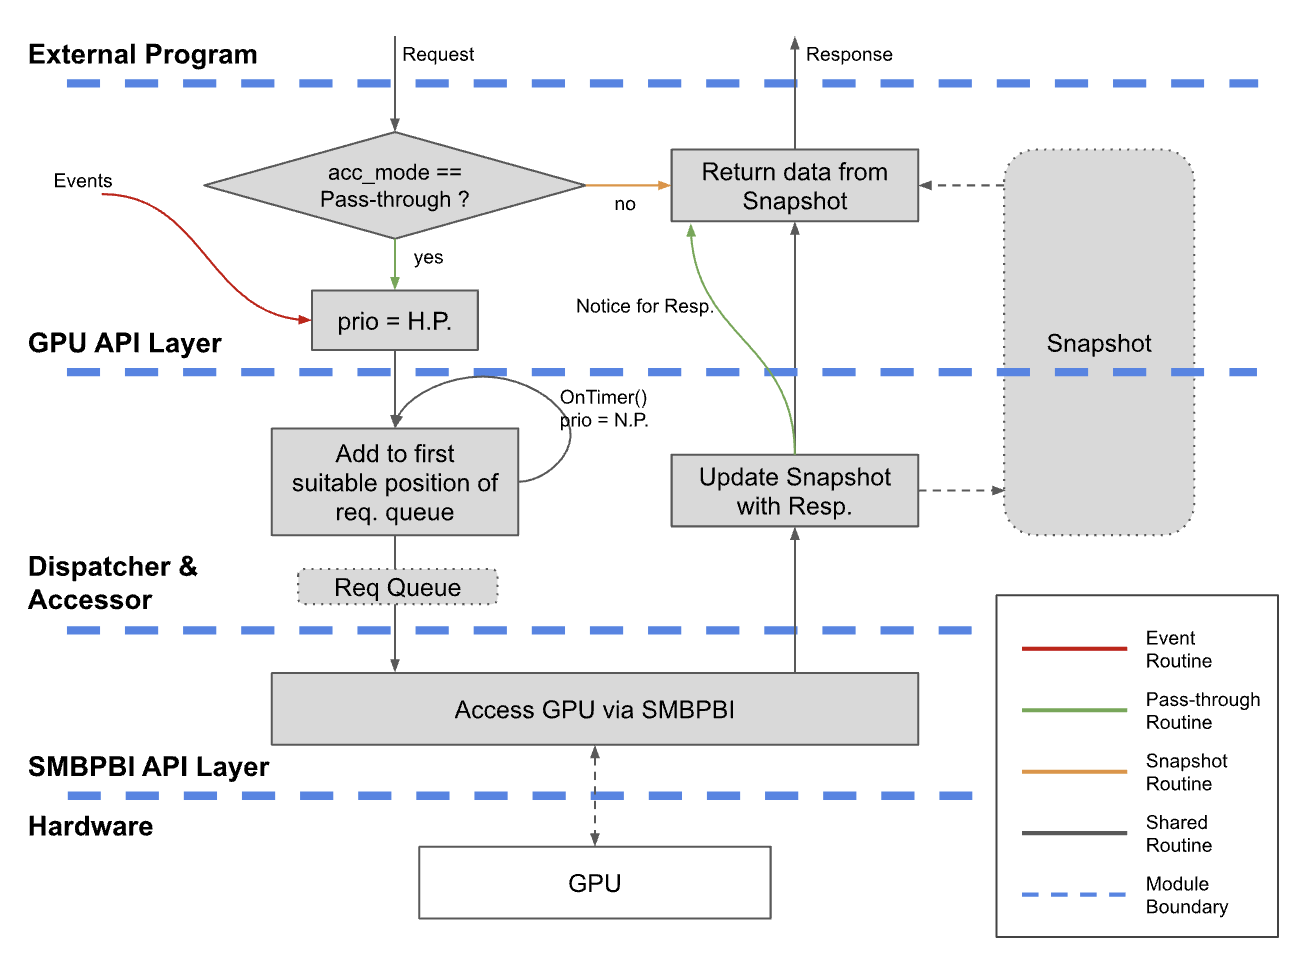 External Program
Request
Response
acc_mode ==
Pass-through ?
Events
no
yes
Return data from
Snapshot
prio = H.P.
Notice for Resp.
GPU API Layer
Snapshot
OnTimer()
prio = N.P.
Add to first
suitable position of
req. queue
Update Snapshot
with Resp.
Dispatcher &
Accessor
Req Queue
Access GPU via SMBPBI
SMBPBI API Layer
Hardware
GPU
Event
Routine
Pass-through
Routine
Snapshot
Routine
Shared
Routine
Module
Boundary